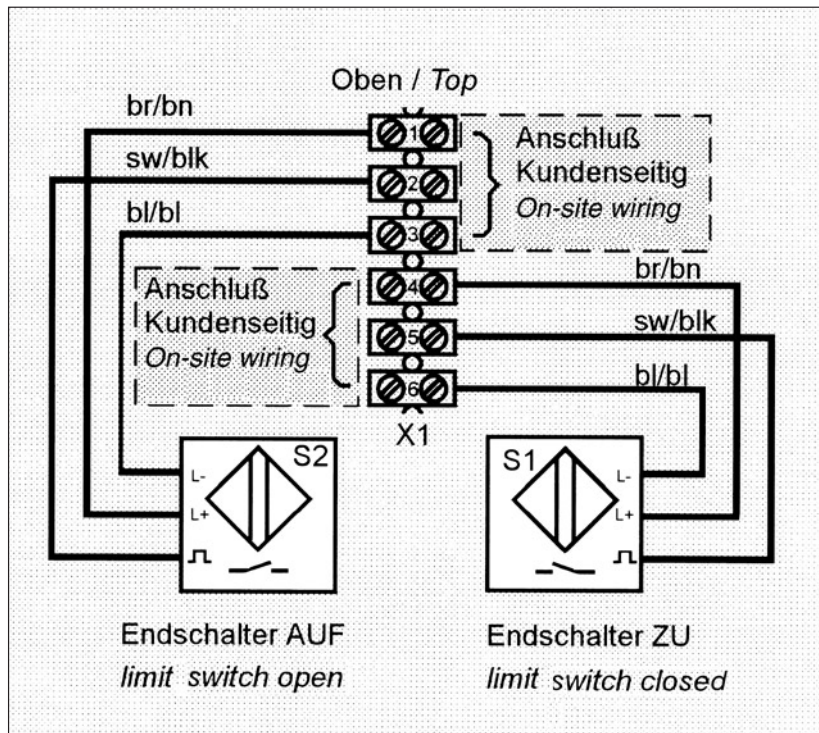 Oben / Top
br/bn
sw/blk
bl/bl
1
2
3
4
5
6
Anschluß
Kundenseitig
On-site wiring
Anschluß
Kundenseitig
On-site wiring
br/bn
sw/blk
bl/bl
X1
S2
L-
L+
S1
L-
L+
Endschalter AUF
limit switch open
Endschalter ZU
limit switch closed